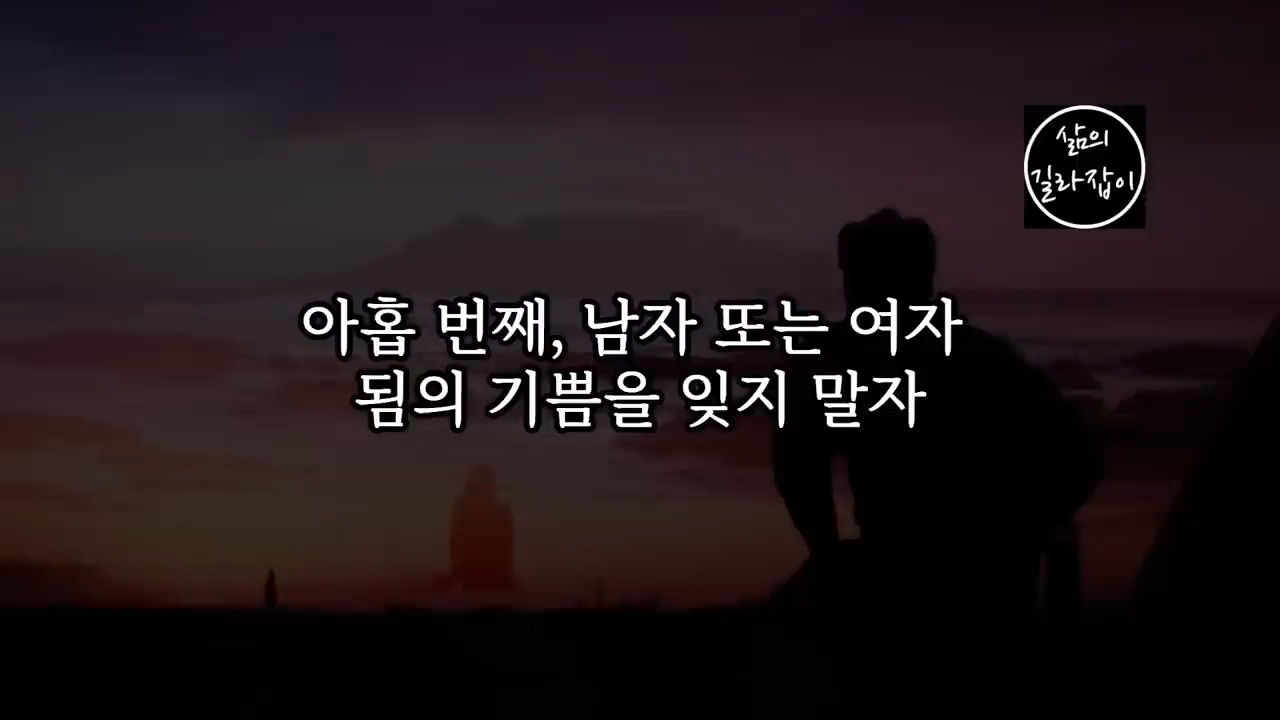 삶의
길라잡이
아홉 번째, 남자 또는 여자
됨의 기쁨을 잊지 말자